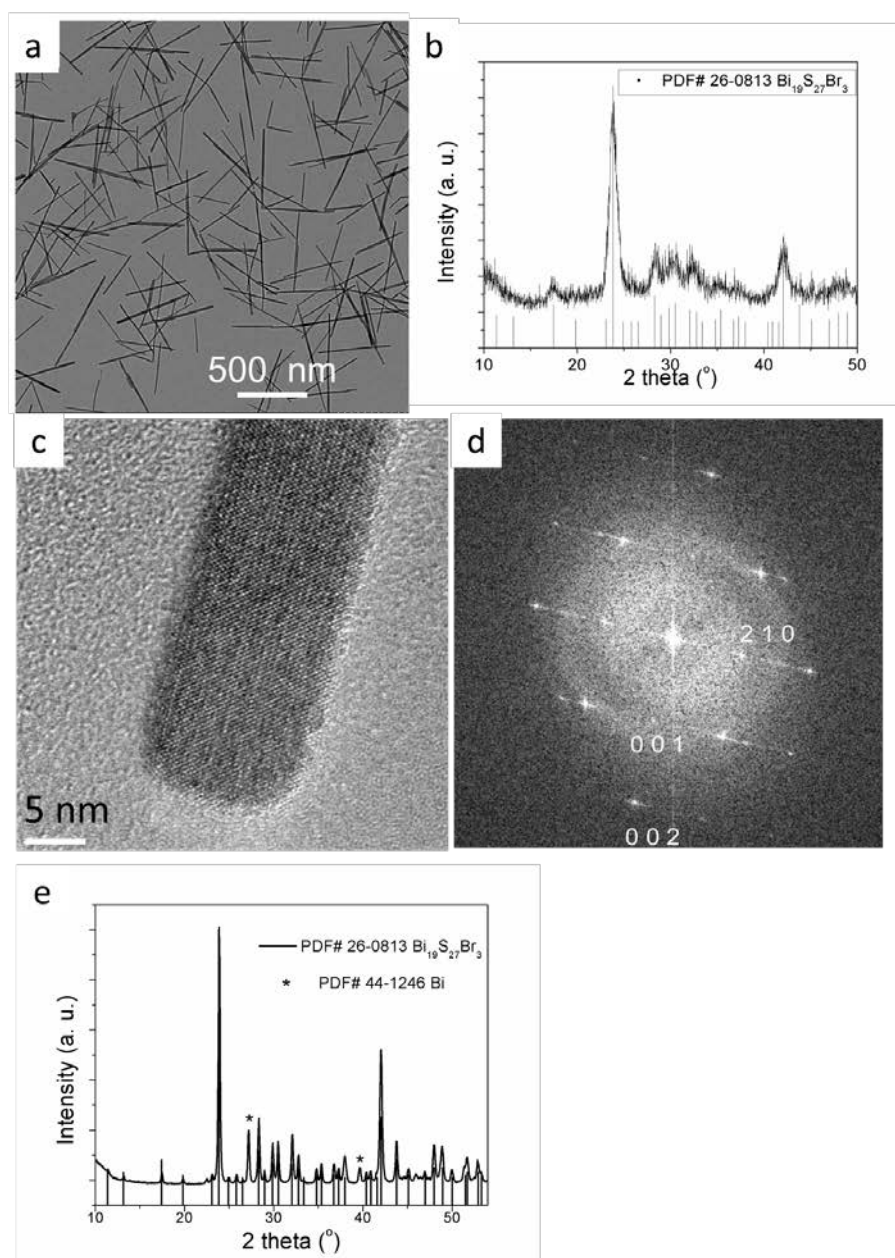 a
500 nm
b
• PDF# 26-0813 Bi₁₉S₂₇Br₃
Intensity (a. u.)
10 20 30 40 50
2 theta (°)
c
5 nm
d
2 1 0
0 0 1
0 0 2
e
PDF# 26-0813 Bi₁₉S₂₇Br₃
* PDF# 44-1246 Bi
*
*
Intensity (a. u.)
10 20 30 40 50
2 theta (°)